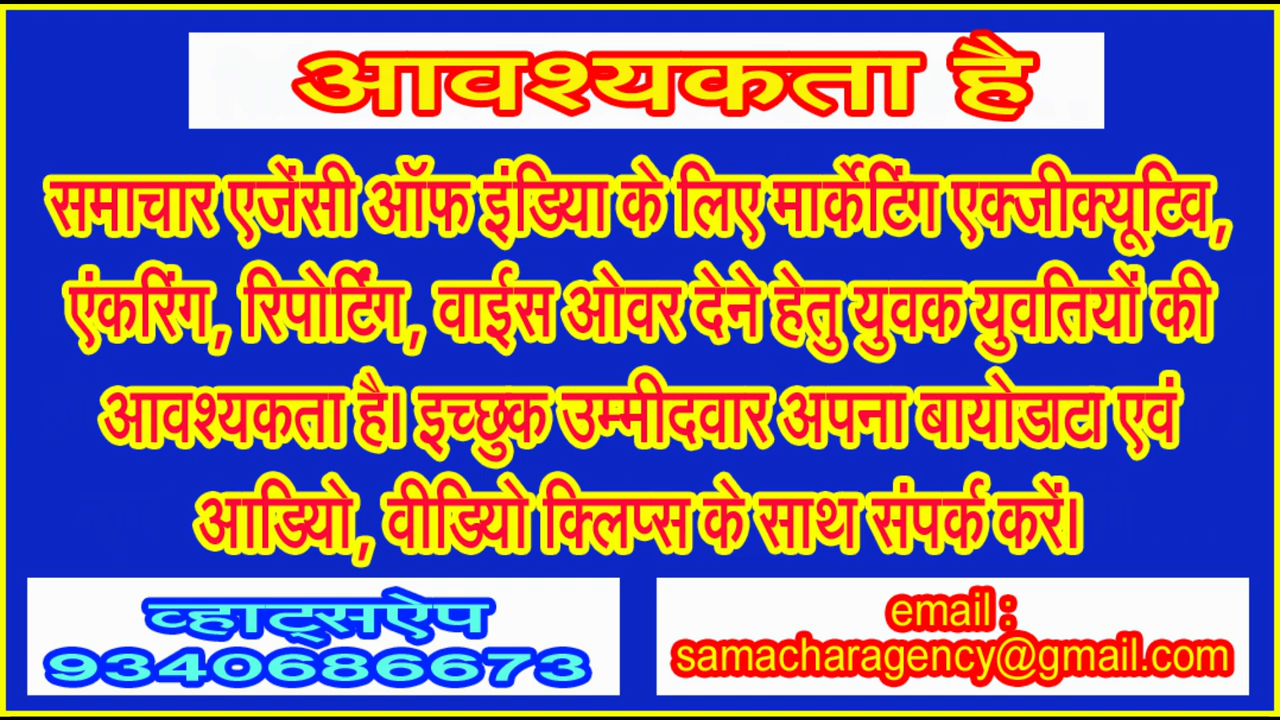 आवश्यकता है
समाचार एजेंसी ऑफ इंडिया के लिए मार्केटिंग एक्जीक्यूटिव,
एंकरिंग, रिपोर्टिंग, वाईस ओवर देने हेतु युवक युवतियों की
आवश्यकता है। इच्छुक उम्मीदवार अपना बायोडाटा एवं
आडियो, वीडियो क्लिप्स के साथ संपर्क करें।
व्हाट्सऐप
9340686673
email :
samacharagency@gmail.com